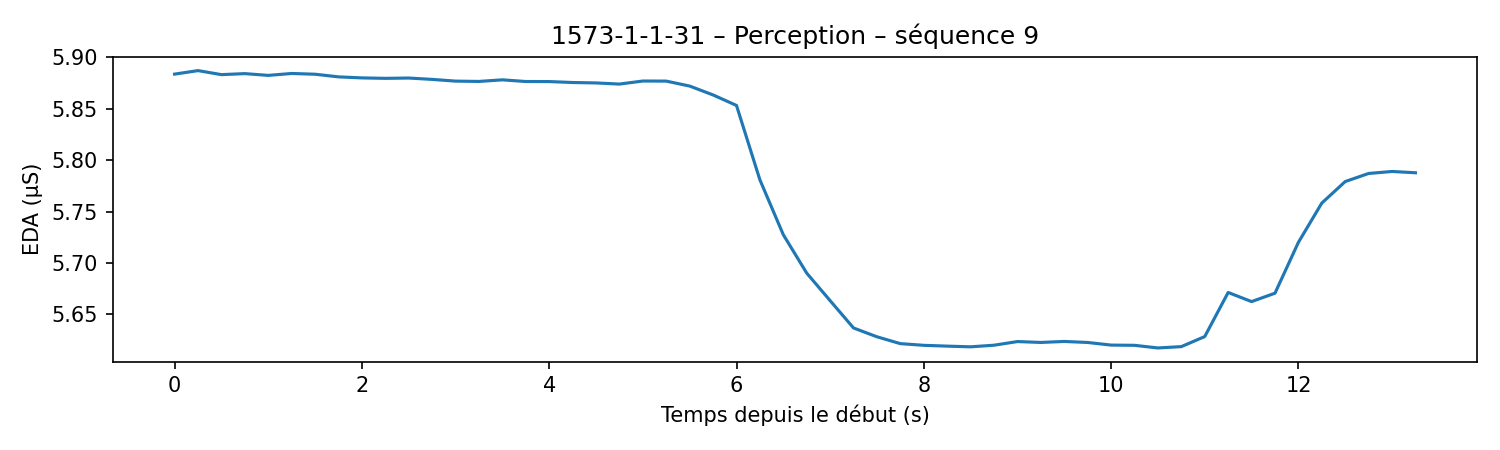 1573-1-1-31 – Perception – séquence 9
EDA (µS)
5.90
5.85
5.80
5.75
5.70
5.65
0 2 4 6 8 10 12
Temps depuis le début (s)